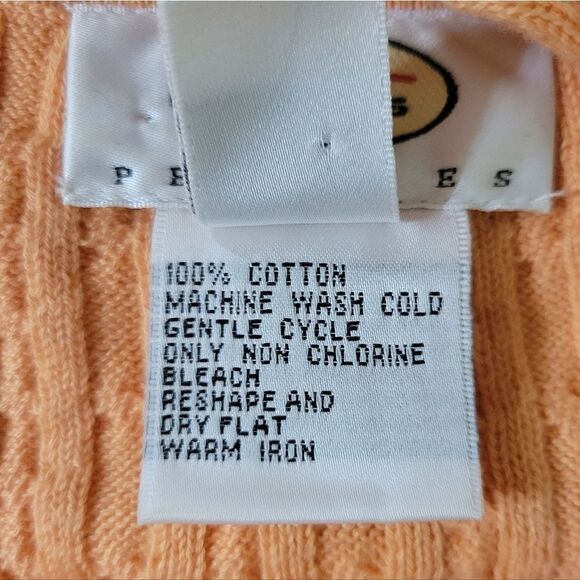 P E E S
100% COTTON
MACHINE WASH COLD
GENTLE CYCLE
ONLY NON CHLORINE
BLEACH
RESHAPE AND
DRY FLAT
WARM IRON